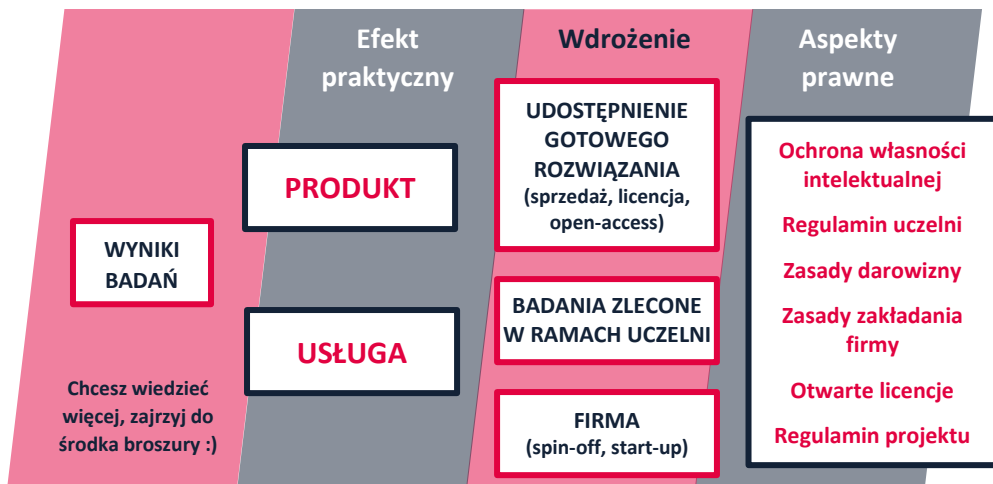 WYNIKI
BADAŃ
Chcesz wiedzieć
więcej, zajrzyj do
środka broszury :)
Efekt
praktyczny
PRODUKT
USŁUGA
Wdrożenie
UDOSTĘPNIENIE
GOTOWEGO
ROZWIĄZANIA
(sprzedaż, licencja,
open-access)
BADANIA ZLECONE
W RAMACH UCZELNI
FIRMA
(spin-off, start-up)
Aspekty
prawne
Ochrona własności
intelektualnej
Regulamin uczelni
Zasady darowizny
Zasady zakładania
firmy
Otwarte licencje
Regulamin projektu